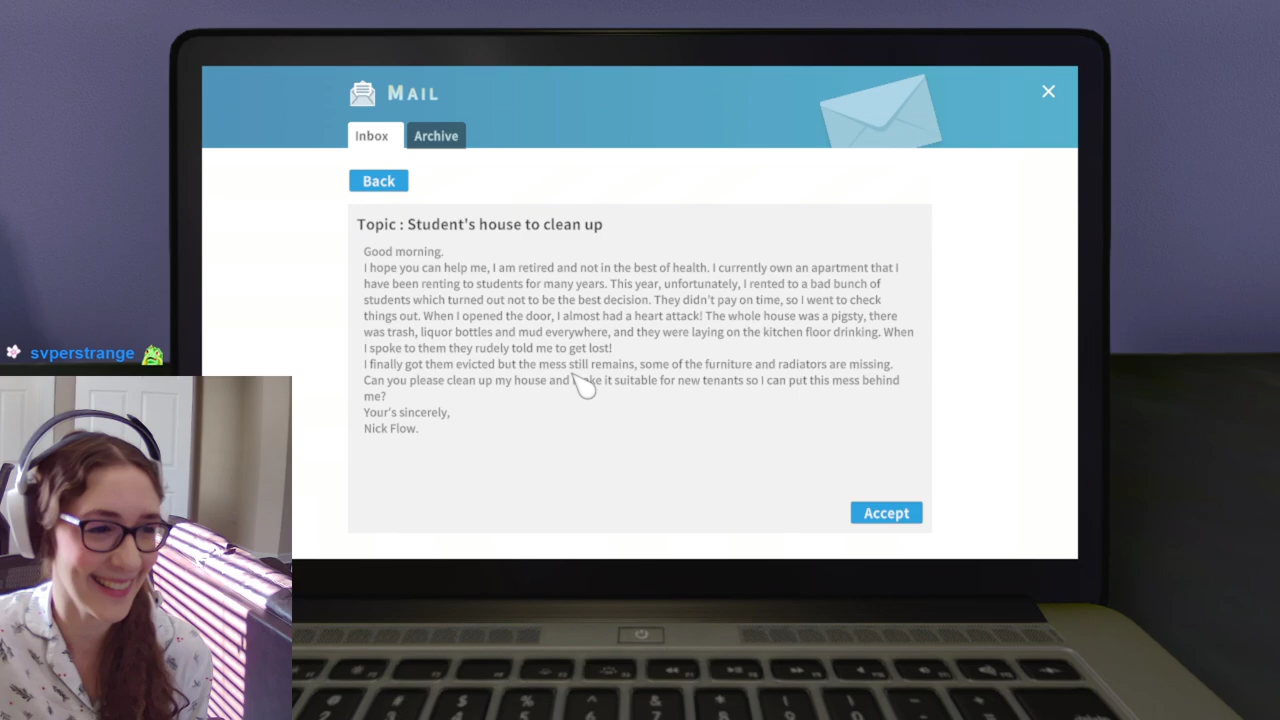 MAIL
Inbox
Archive
Back
Topic : Student's house to clean up
Good morning.
I hope you can help me, I am retired and not in the best of health. I currently own an apartment that I
have been renting to students for many years. This year, unfortunately, I rented to a bad bunch of
students which turned out not to be the best decision. They didn't pay on time, so I went to check
things out. When I opened the door, I almost had a heart attack! The whole house was a pigsty, there
was trash, liquor bottles and mud everywhere, and they were laying on the kitchen floor drinking. When
I spoke to them they rudely told me to get lost!
I finally got them evicted but the mess still remains, some of the furniture and radiators are missing.
Can you please clean up my house and it suitable for new tenants so I can put this mess behind
me?
Your's sincerely,
Nick Flow.
Accept
svperstrange